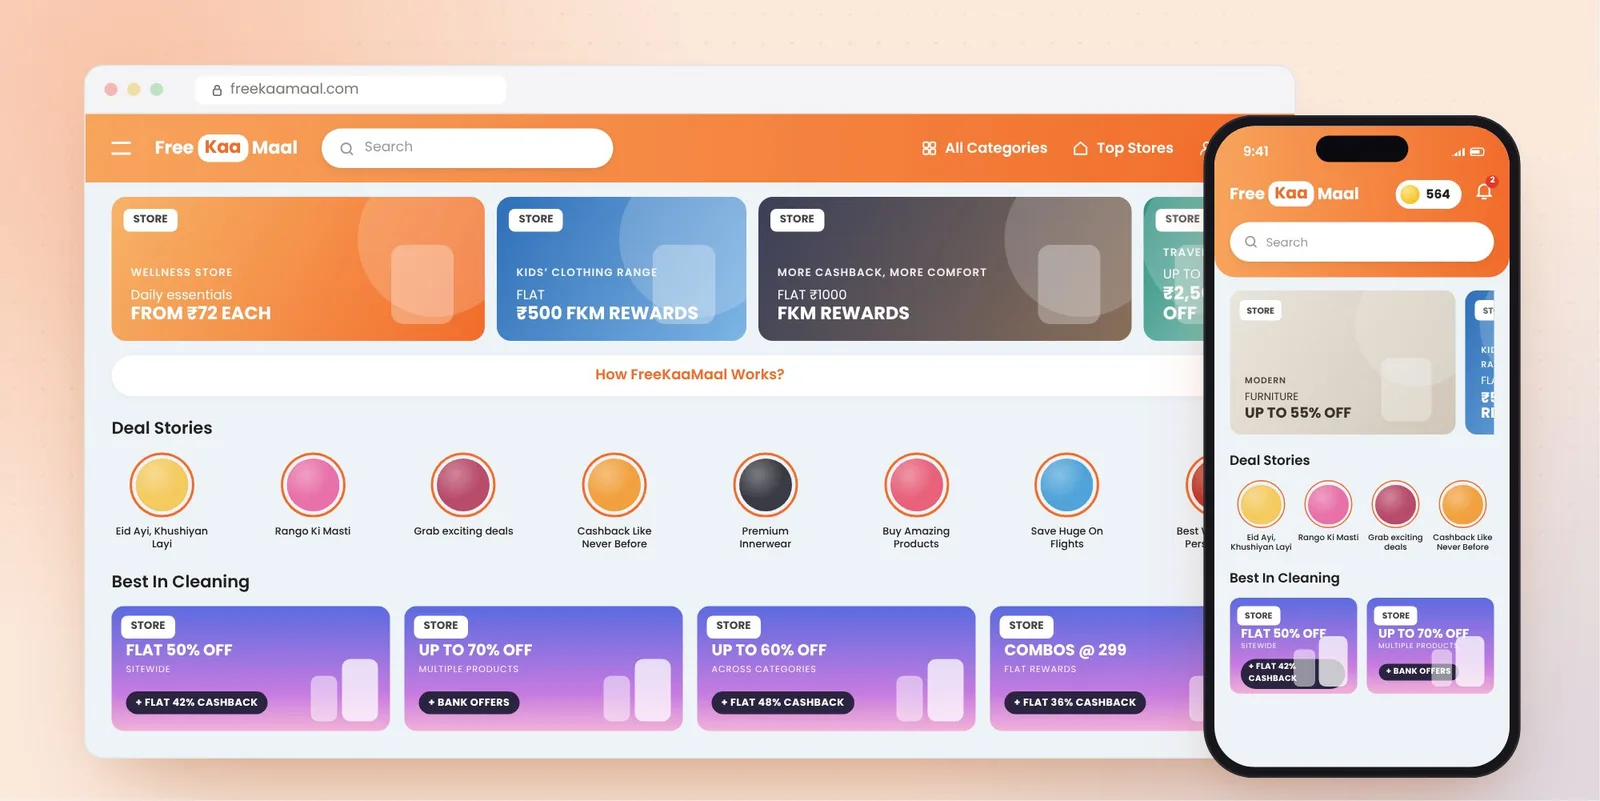 freekaamaal.com
Free Kaa Maal
Search
All Categories
Top Stores
STORE
WELLNESS STORE
Daily essentials
FROM ₹72 EACH
STORE
KIDS' CLOTHING RANGE
FLAT
₹500 FKM REWARDS
STORE
MORE CASHBACK, MORE COMFORT
FLAT ₹1000
FKM REWARDS
STORE
UP TO
OFF
How FreeKaaMaal Works?
Deal Stories
Eid Ayi, Khushiyan
Layi
Rango Ki Masti
Grab exciting deals
Cashback Like
Never Before
Premium
Innerwear
Buy Amazing
Products
Save Huge On
Flights
Best
Best In Cleaning
STORE
FLAT 50% OFF
SITEWIDE
+ FLAT 42% CASHBACK
STORE
UP TO 70% OFF
MULTIPLE PRODUCTS
+ BANK OFFERS
STORE
UP TO 60% OFF
ACROSS CATEGORIES
+ FLAT 48% CASHBACK
STORE
COMBOS @ 299
FLAT REWARDS
+ FLAT 36% CASHBACK
9:41
Free Kaa Maal
564
2
Search
STORE
MODERN
FURNITURE
UP TO 55% OFF
Deal Stories
Eid Ayi,
Khushiyan Layi
Rango Ki Masti
Grab exciting
deals
Cashback Like
Never Before
Best In Cleaning
STORE
FLAT 50% OFF
SITEWIDE
+ FLAT 42%
CASHBACK
STORE
UP TO 70% OFF
MULTIPLE PRODUCTS
+ BANK OFFERS